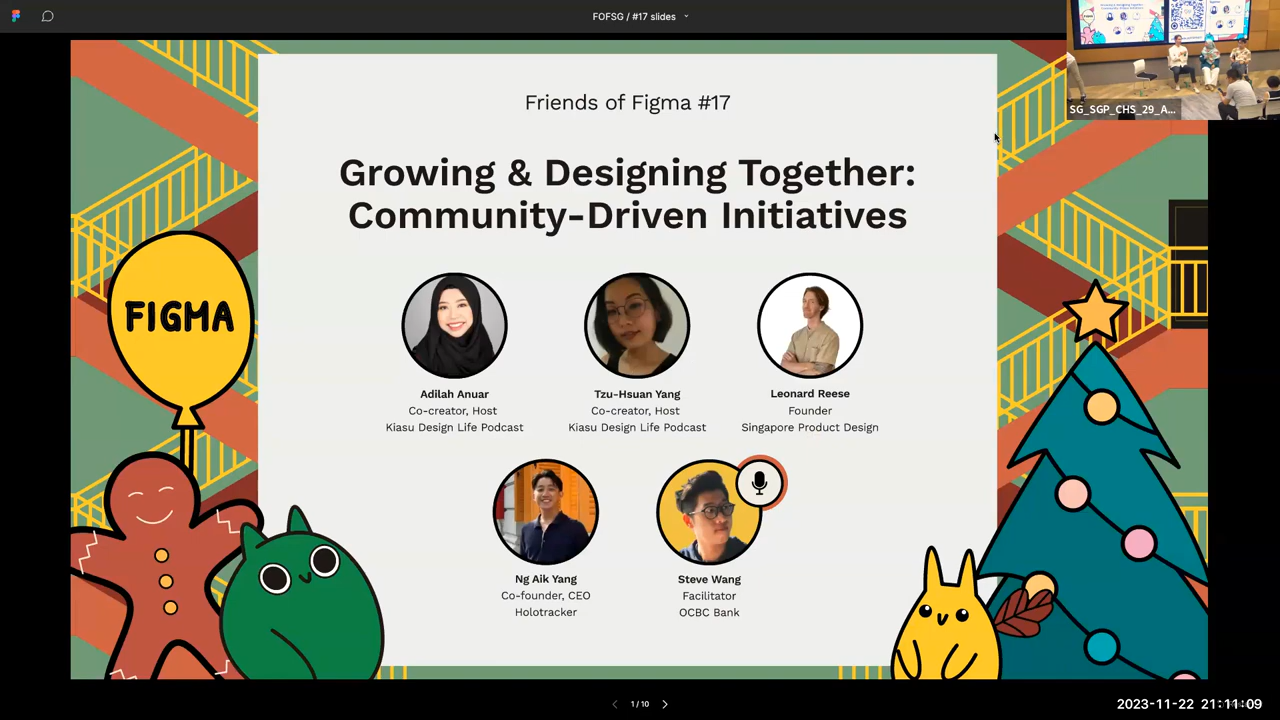 FOFSG / #17 slides
SG_SGP_CHS_29_A...
Friends of Figma #17
Growing & Designing Together:
Community-Driven Initiatives
FIGMA
Adilah Anuar
Co-creator, Host
Kiasu Design Life Podcast
Tzu-Hsuan Yang
Co-creator, Host
Kiasu Design Life Podcast
Leonard Reese
Founder
Singapore Product Design
Ng Aik Yang
Co-founder, CEO
Holotracker
Steve Wang
Facilitator
OCBC Bank
1 / 10
2023-11-22 21:11:09